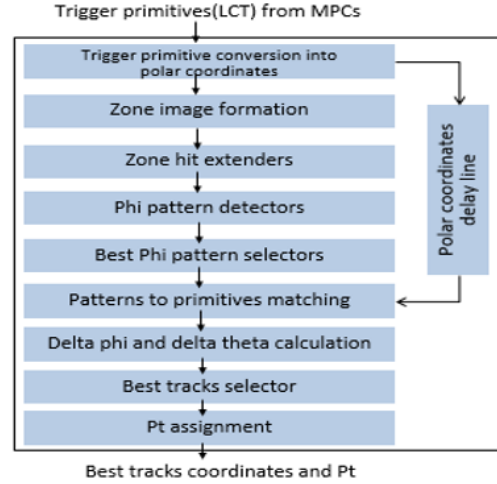 Trigger primitives(LCT) from MPCs
Trigger primitive conversion into
polar coordinates
Zone image formation
Zone hit extenders
Phi pattern detectors
Best Phi pattern selectors
Patterns to primitives matching
Delta phi and delta theta calculation
Best tracks selector
Pt assignment
Polar coordinates
delay line
Best tracks coordinates and Pt